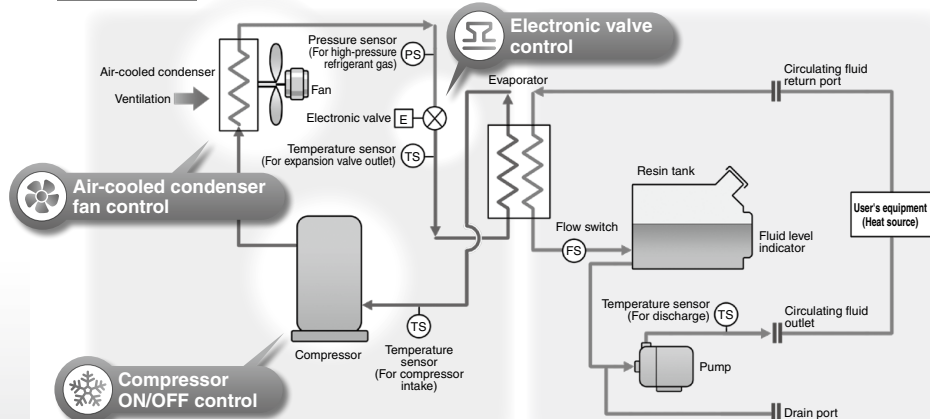 Pressure sensor
(For high-pressure
refrigerant gas)
PS
Electronic valve
control
Air-cooled condenser
Ventilation
Fan
Evaporator
Circulating fluid
return port
Electronic valve
E
Temperature sensor
(For expansion valve outlet)
TS
Air-cooled condenser
fan control
Resin tank
User's equipment
(Heat source)
Flow switch
FS
Fluid level
indicator
Temperature sensor
(For discharge)
TS
Circulating fluid
outlet
TS
Temperature
sensor
(For compressor
intake)
Compressor
Pump
Compressor
ON/OFF control
Drain port